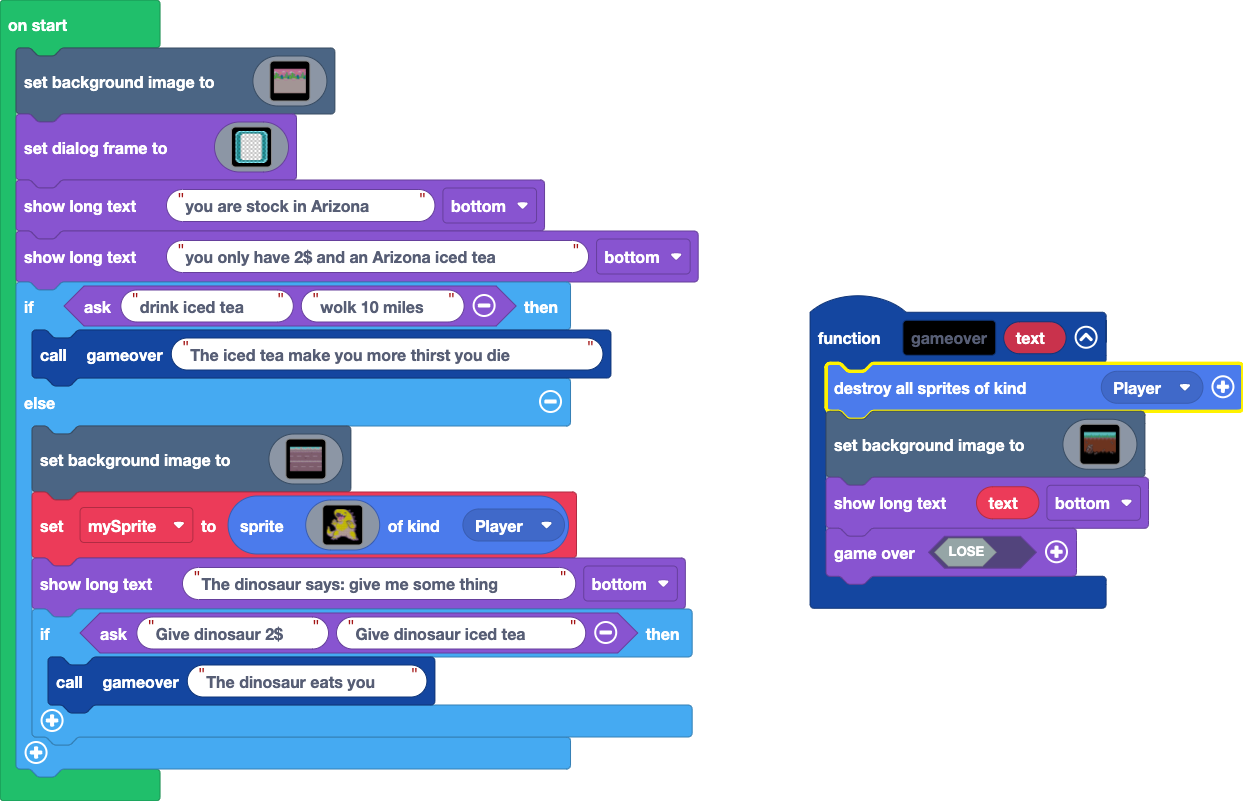 on start
set background image to
set dialog frame to
show long text "you are stock in Arizona" bottom
show long text "you only have 2$ and an Arizona iced tea" bottom
if ask "drink iced tea" "wolk 10 miles" then
call gameover "The iced tea make you more thirst you die"
else
set background image to
set mySprite to sprite of kind Player
show long text "The dinosaur says: give me some thing" bottom
if ask "Give dinosaur 2$" "Give dinosaur iced tea" then
call gameover "The dinosaur eats you"
function gameover text
destroy all sprites of kind Player
set background image to
show long text text bottom
game over LOSE